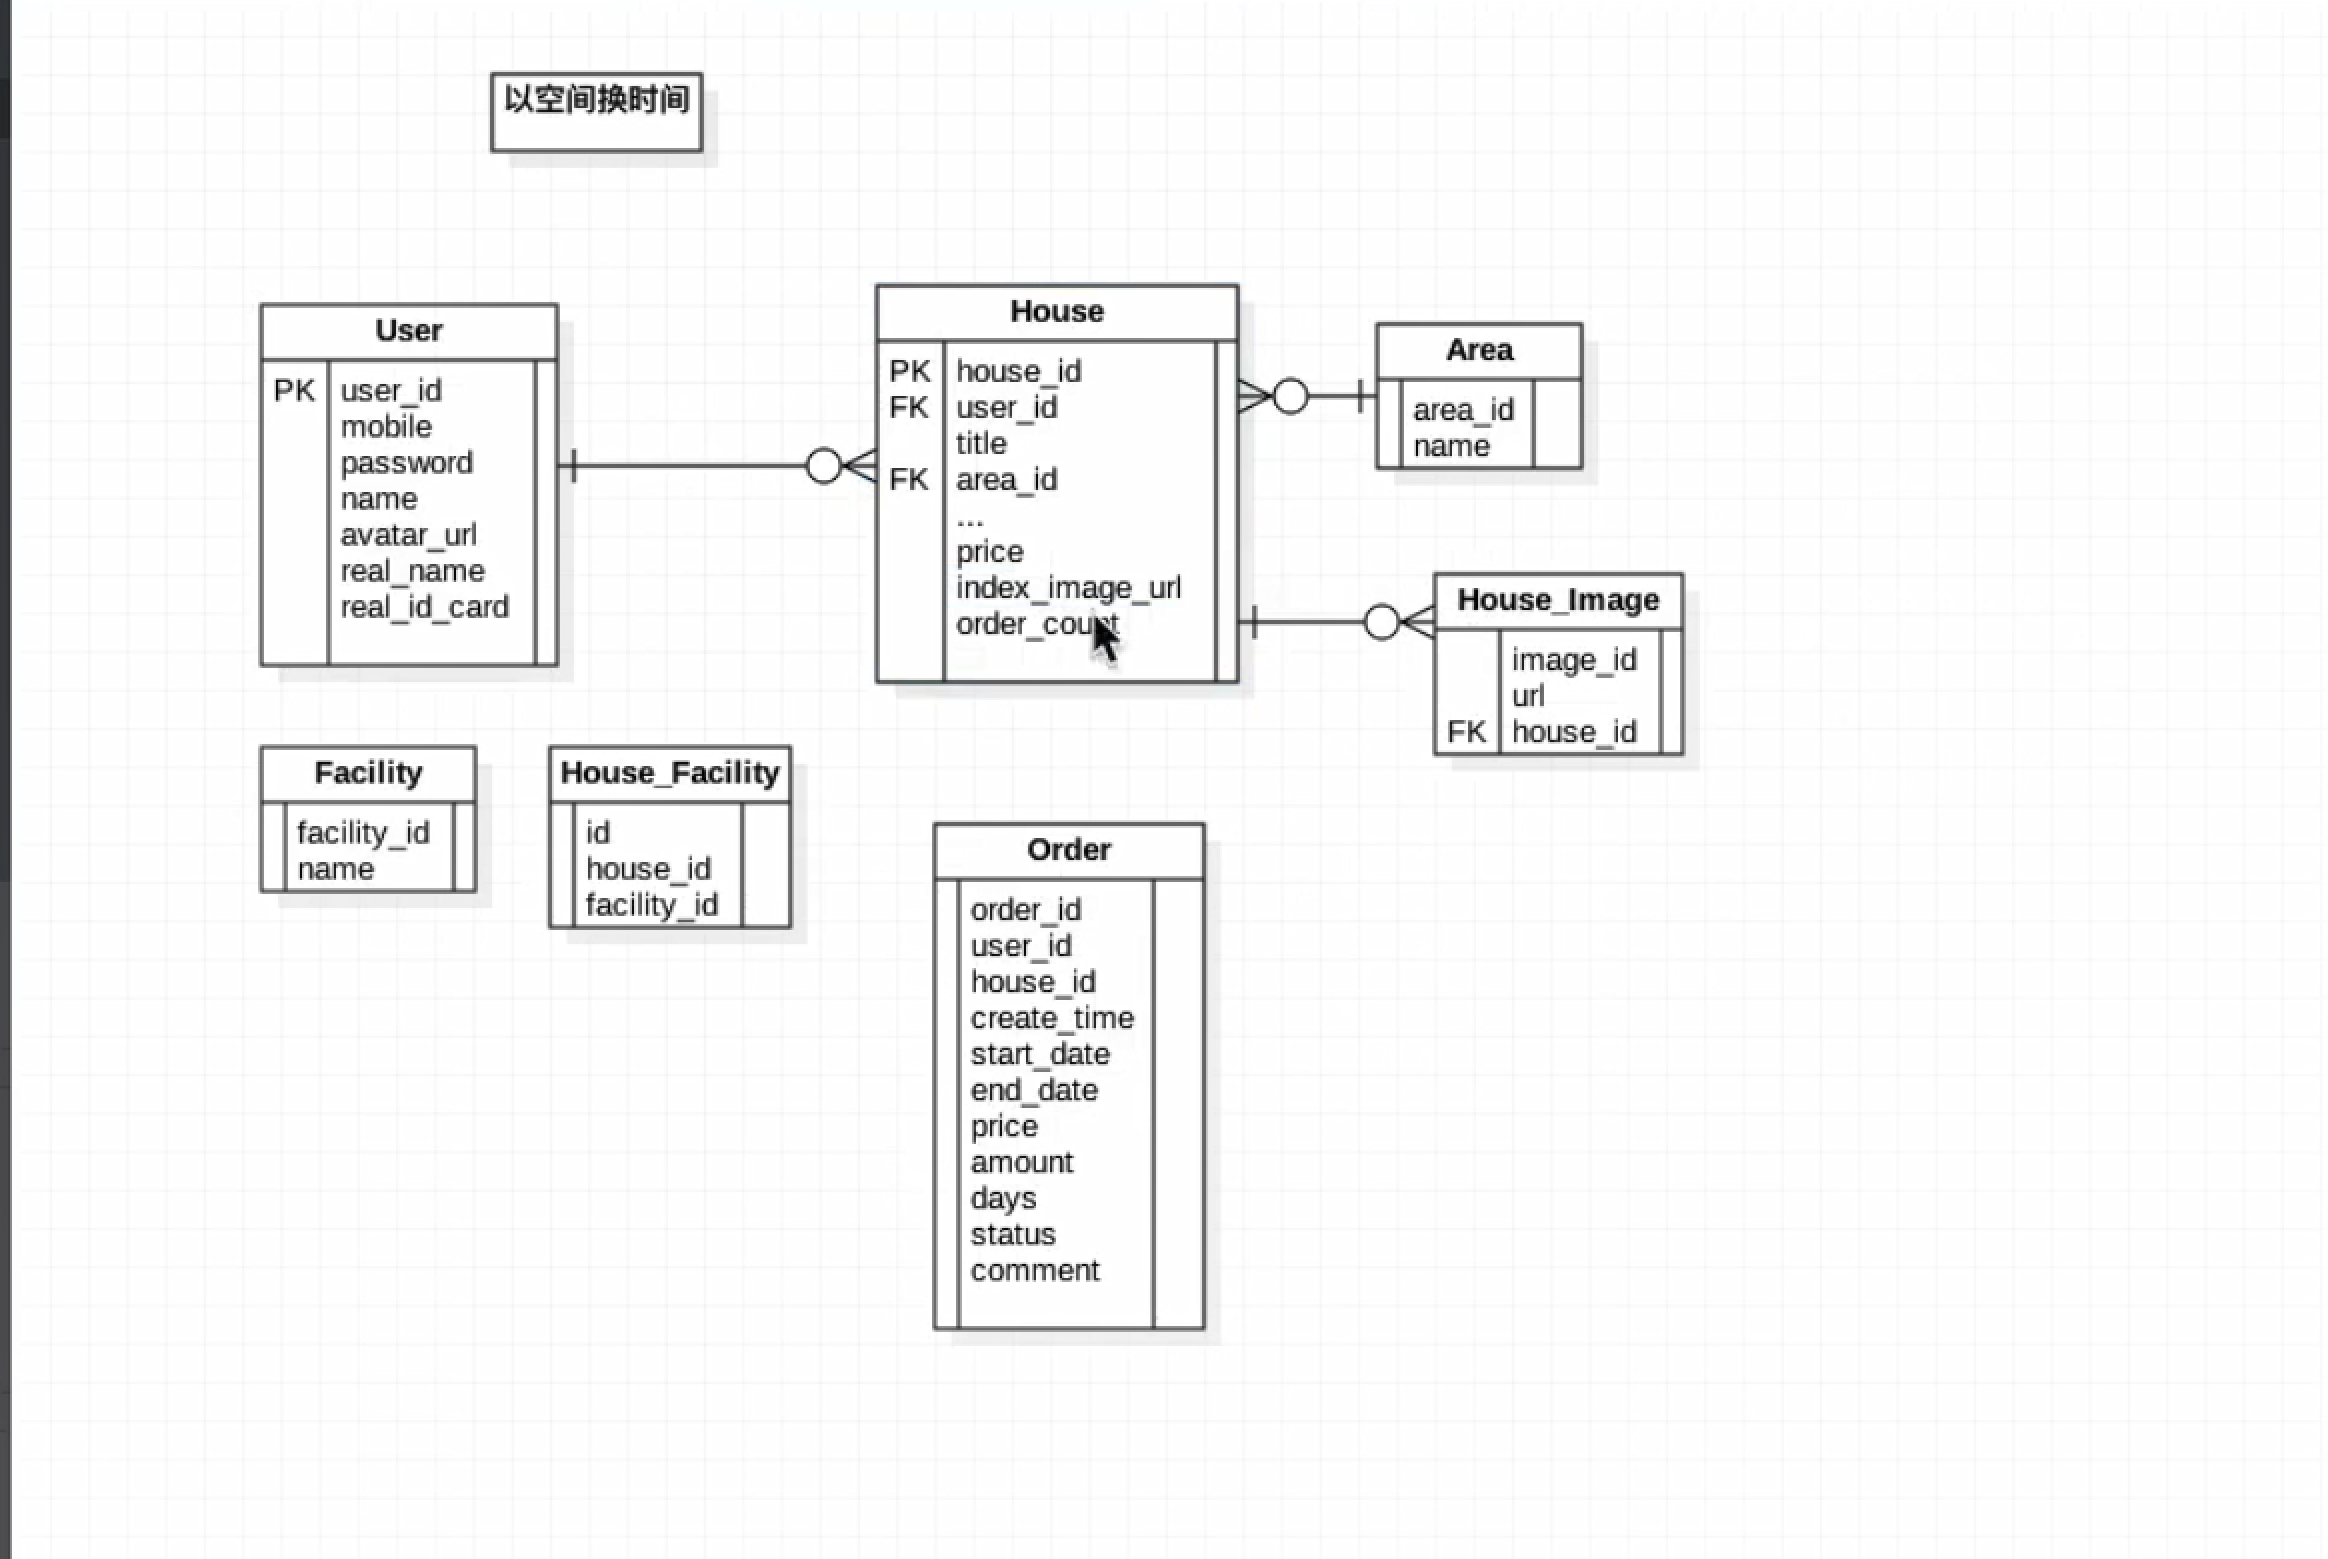 以空间换时间
User
PK user_id
mobile
password
name
avatar_url
real_name
real_id_card
House
PK house_id
FK user_id
title
FK area_id
...
price
index_image_url
order_count
Area
area_id
name
House_Image
image_id
url
FK house_id
Facility
facility_id
name
House_Facility
id
house_id
facility_id
Order
order_id
user_id
house_id
create_time
start_date
end_date
price
amount
days
status
comment